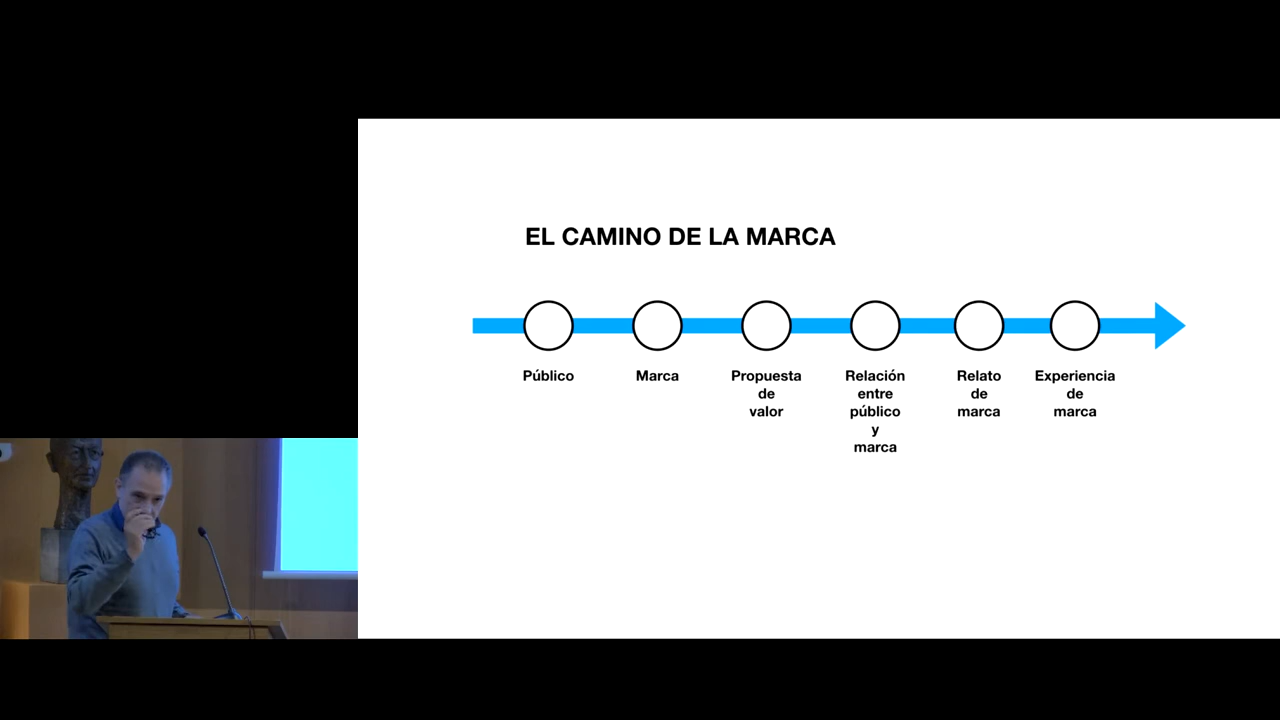 EL CAMINO DE LA MARCA
Público
Marca
Propuesta
de
valor
Relación
entre
público
y
marca
Relato
de
marca
Experiencia
de
marca